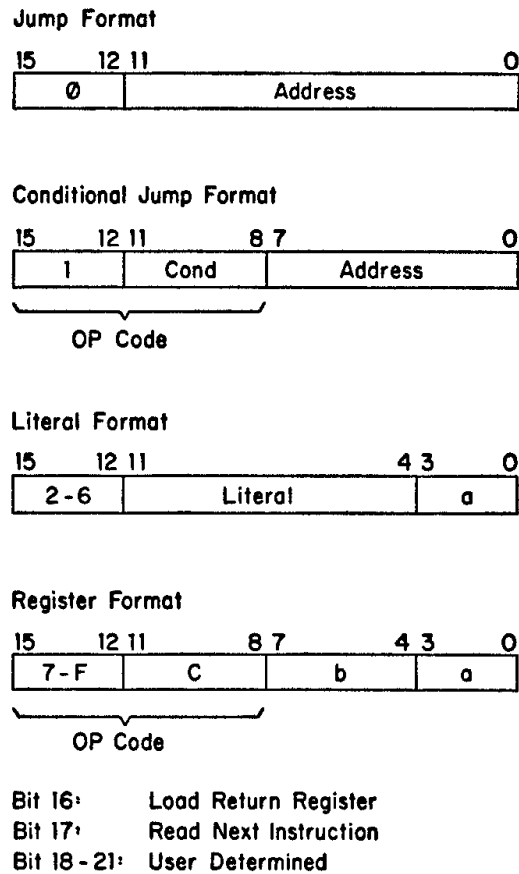 Jump Format
15 12 11 0
Ø Address
Conditional Jump Format
15 12 11 8 7 0
1 Cond Address
OP Code
Literal Format
15 12 11 4 3 0
2-6 Literal a
Register Format
15 12 11 8 7 4 3 0
7-F C b a
OP Code
Bit 16: Load Return Register
Bit 17: Read Next Instruction
Bit 18-21: User Determined